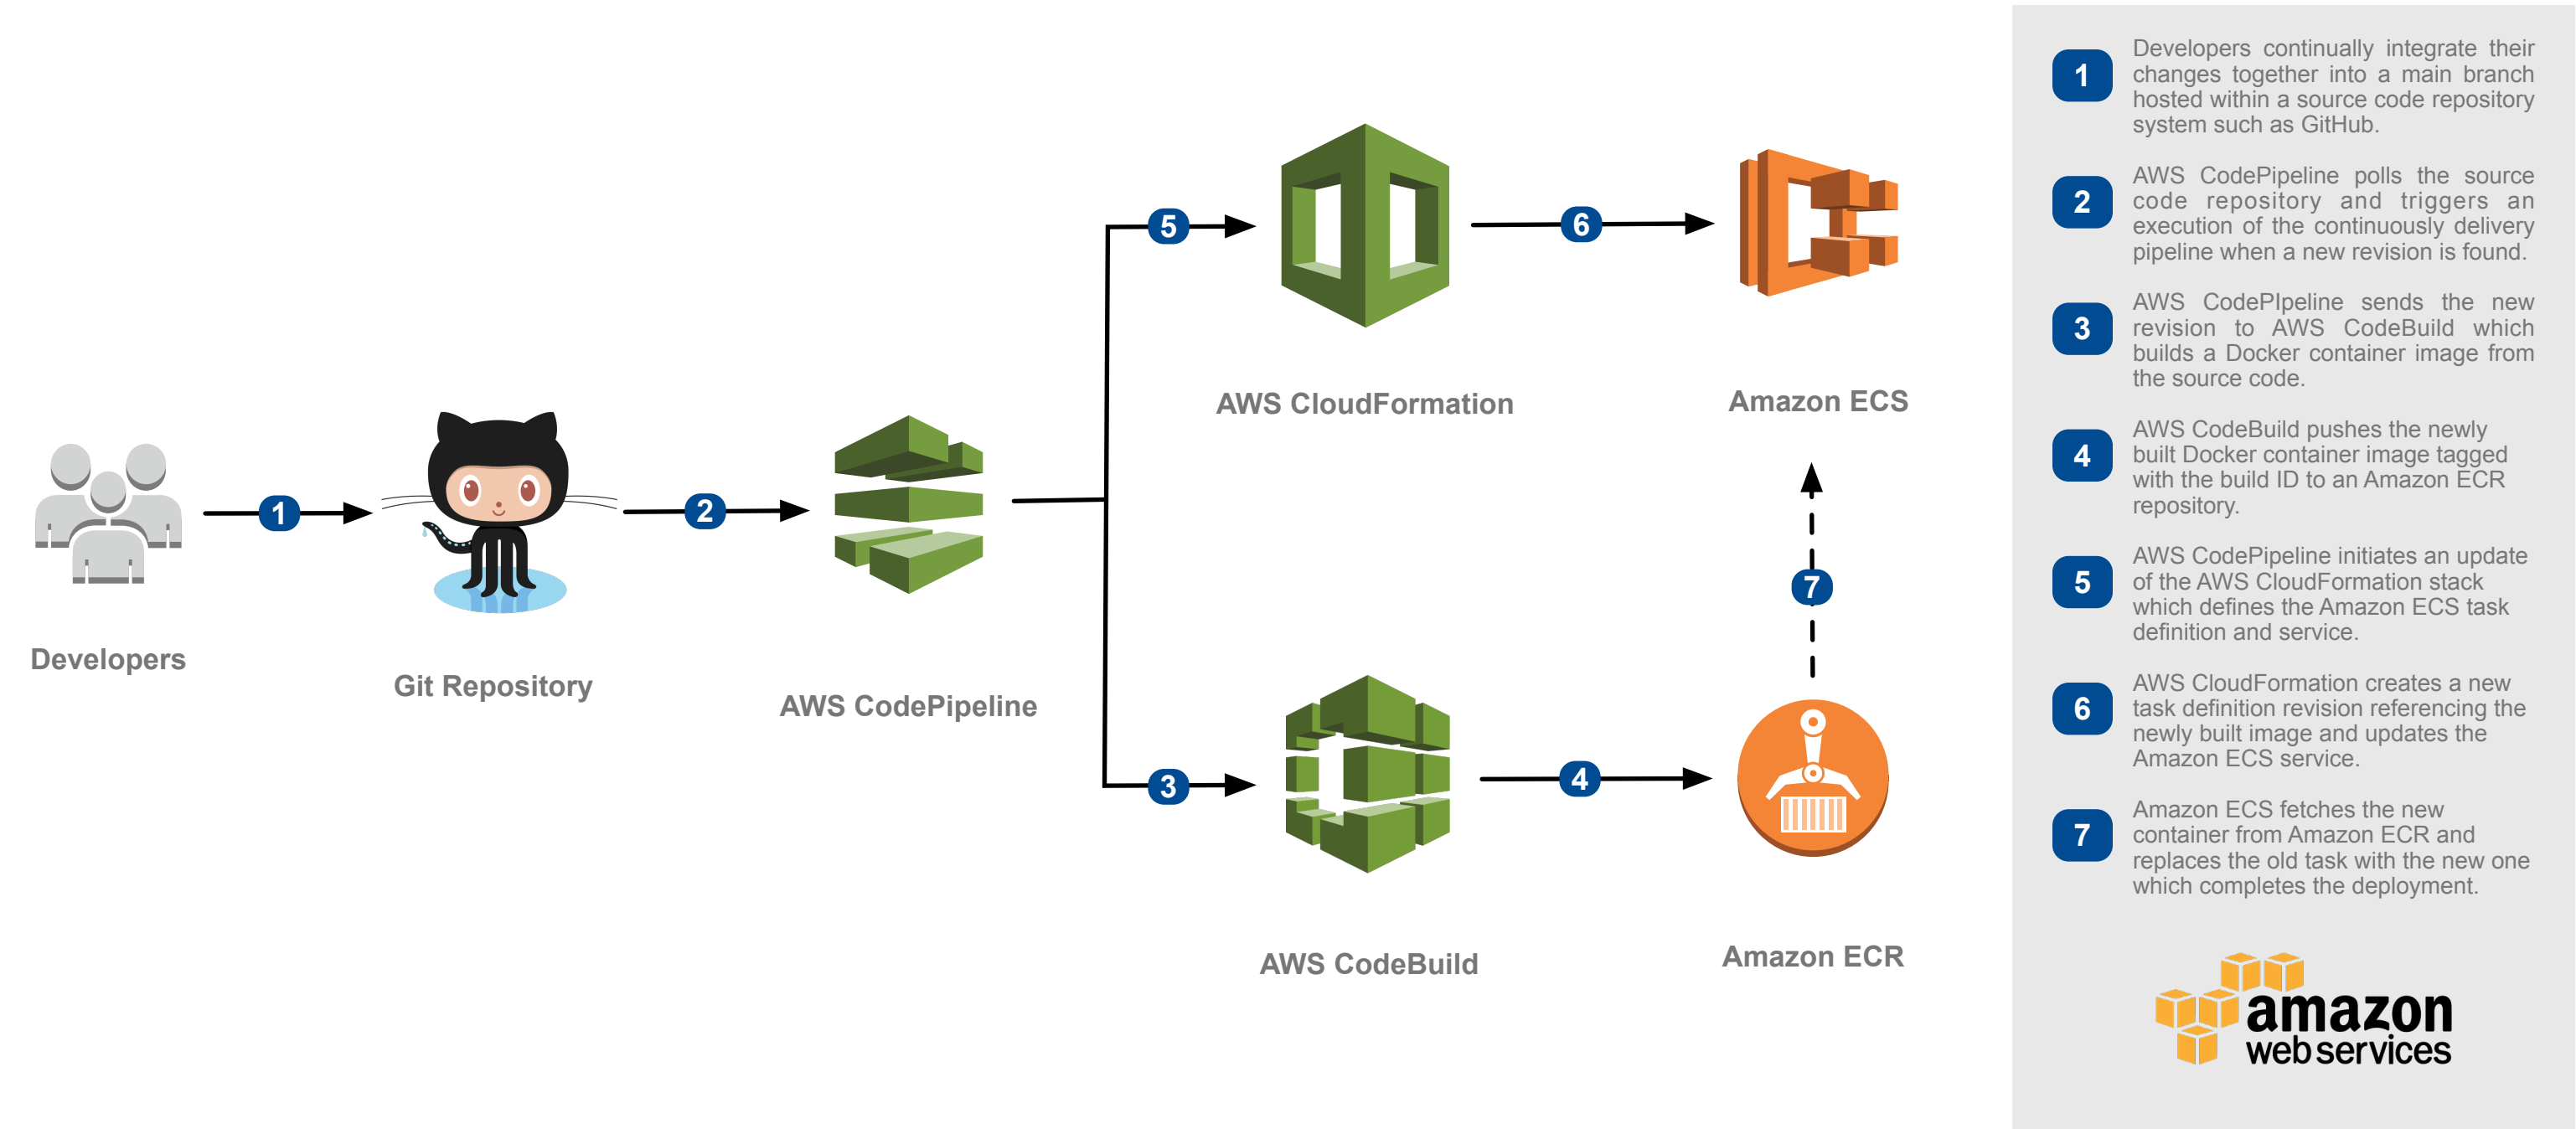 1
Developers continually integrate their
changes together into a main branch
hosted within a source code repository
system such as GitHub.
2
AWS CodePipeline polls the source
code repository and triggers an
execution of the continuously delivery
pipeline when a new revision is found.
3
AWS CodePIpeline sends the new
revision to AWS CodeBuild which
builds a Docker container image from
the source code.
4
AWS CodeBuild pushes the newly
built Docker container image tagged
with the build ID to an Amazon ECR
repository.
5
AWS CodePipeline initiates an update
of the AWS CloudFormation stack
which defines the Amazon ECS task
definition and service.
6
AWS CloudFormation creates a new
task definition revision referencing the
newly built image and updates the
Amazon ECS service.
7
Amazon ECS fetches the new
container from Amazon ECR and
replaces the old task with the new one
which completes the deployment.
amazon
web services
5
6
AWS CloudFormation
Amazon ECS
1
2
7
Developers
Git Repository
AWS CodePipeline
3
4
AWS CodeBuild
Amazon ECR